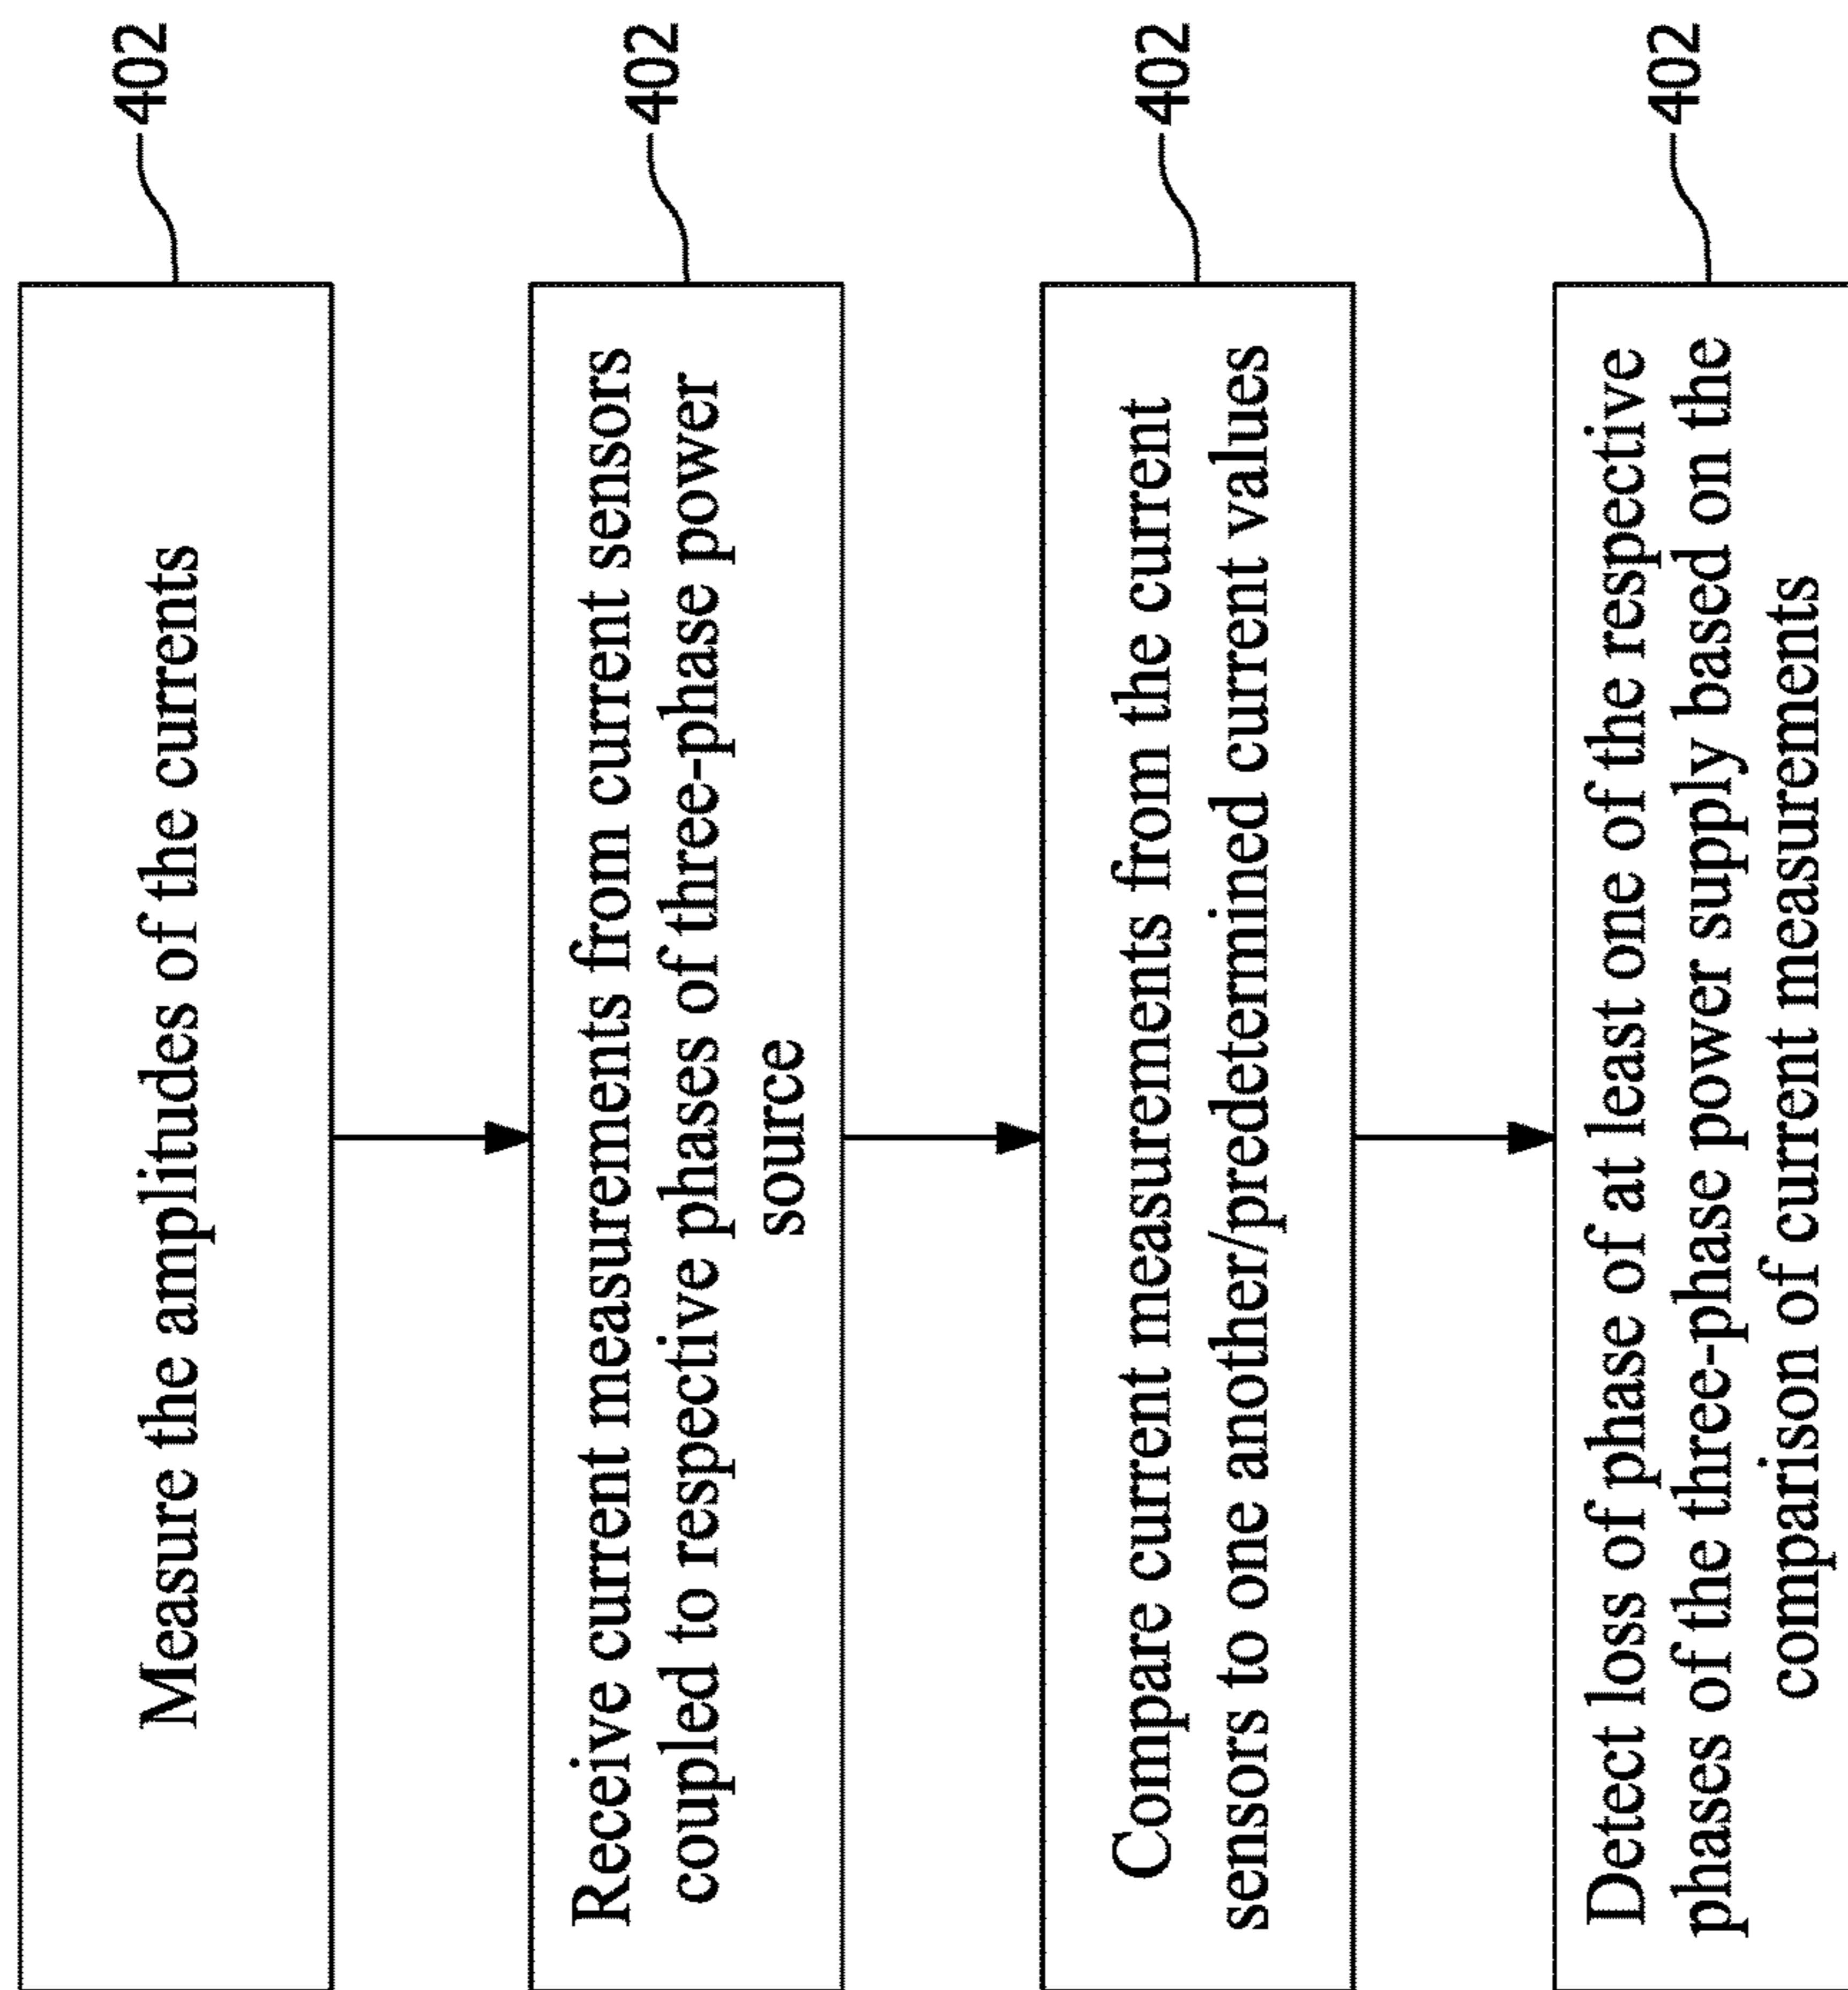 Measure the amplitudes of the currents
402
Receive current measurements from current sensors
coupled to respective phases of three-phase power
source
402
Compare current measurements from the current
sensors to one another/predetermined current values
402
Detect loss of phase of at least one of the respective
phases of the three-phase power supply based on the
comparison of current measurements
402